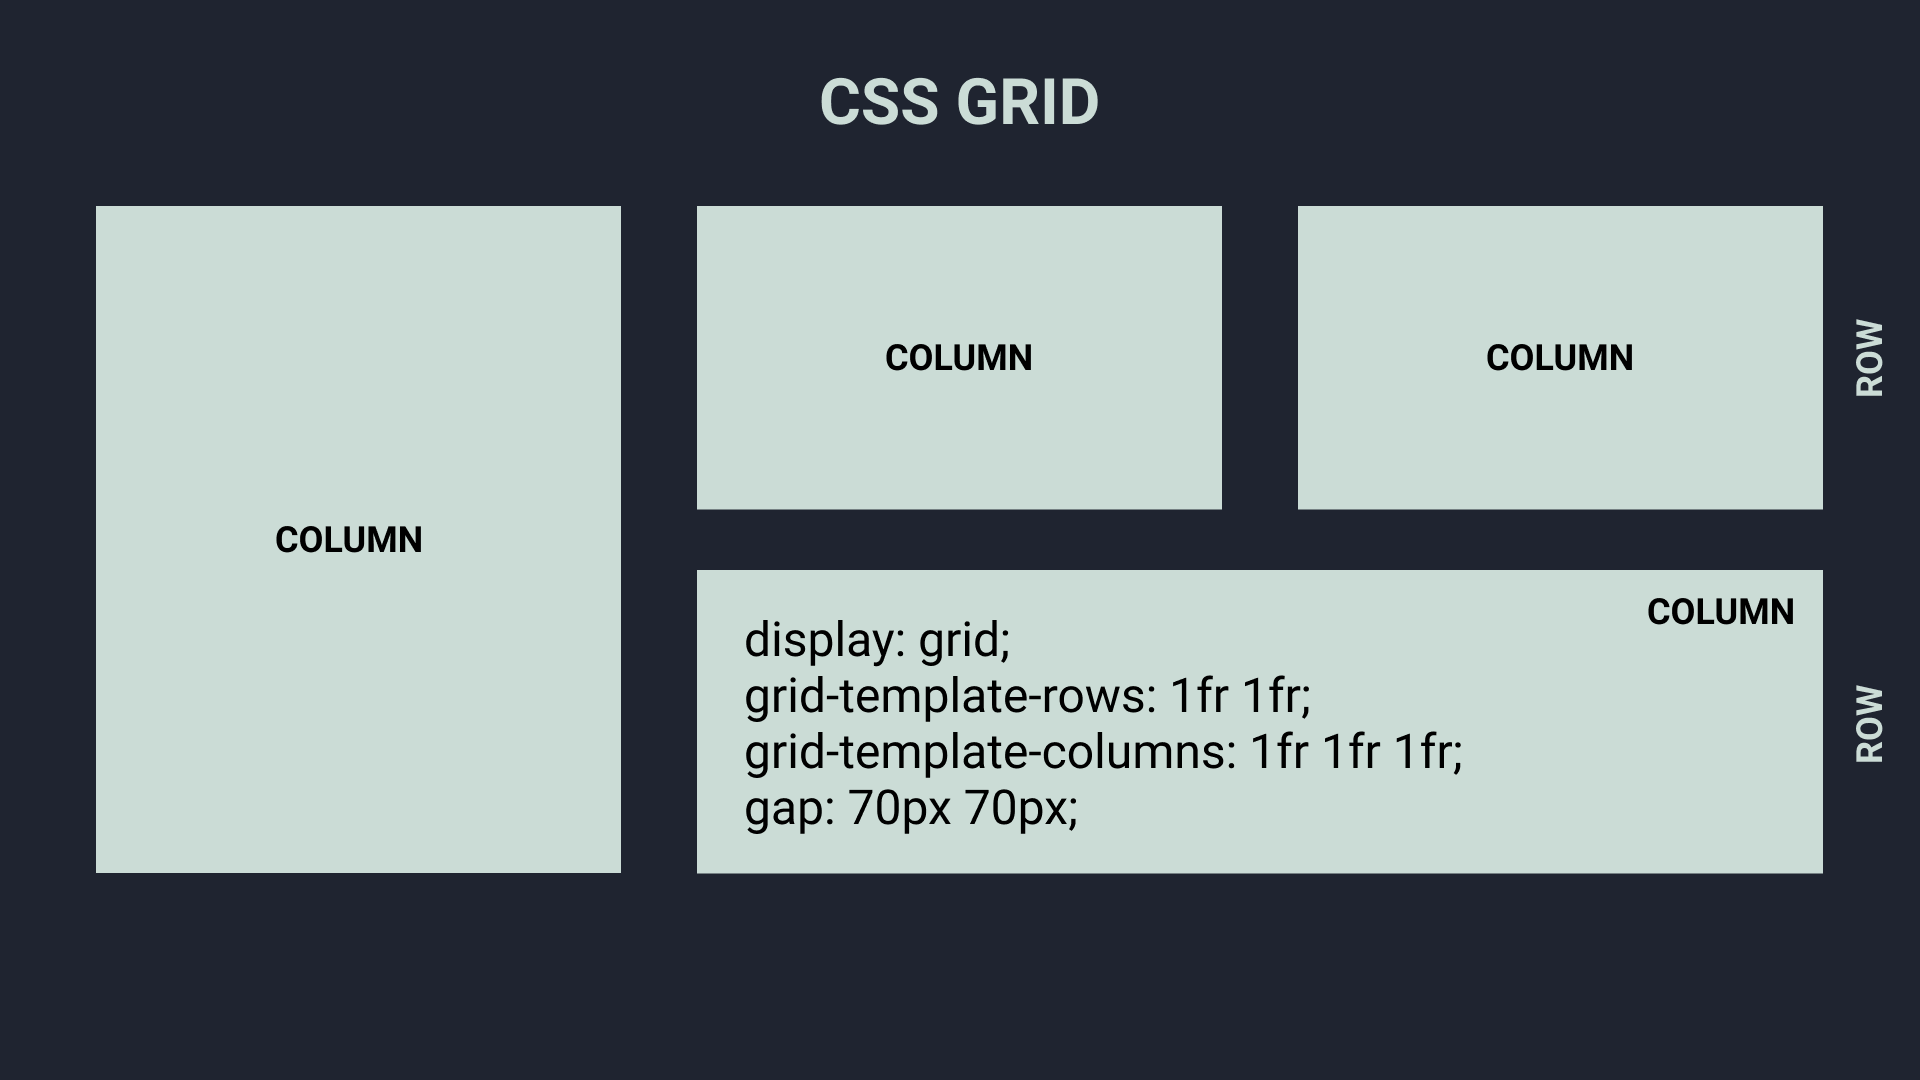 CSS GRID
COLUMN
COLUMN
COLUMN
ROW
COLUMN
display: grid;
grid-template-rows: 1fr 1fr;
grid-template-columns: 1fr 1fr 1fr;
gap: 70px 70px;
ROW